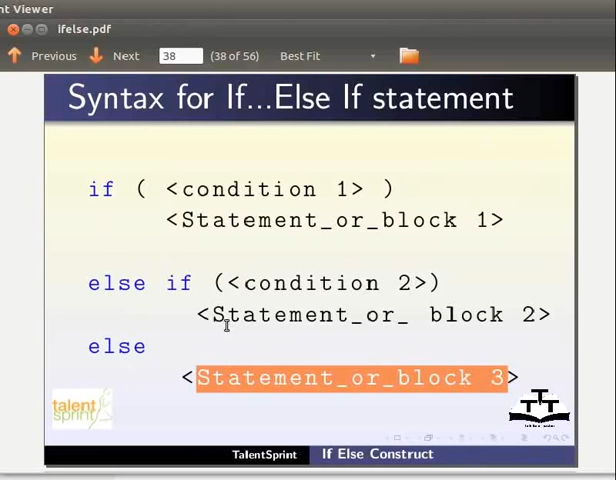 nt Viewer
ifelse.pdf
Previous Next 38 (38 of 56) Best Fit
Syntax for If...Else If statement
if ( <condition 1> )
<Statement_or_block 1>
else if (<condition 2>)
<Statement_or_ block 2>
else
<Statement_or_block 3>
talent
sprint
TTT
TalentSprint If Else Construct